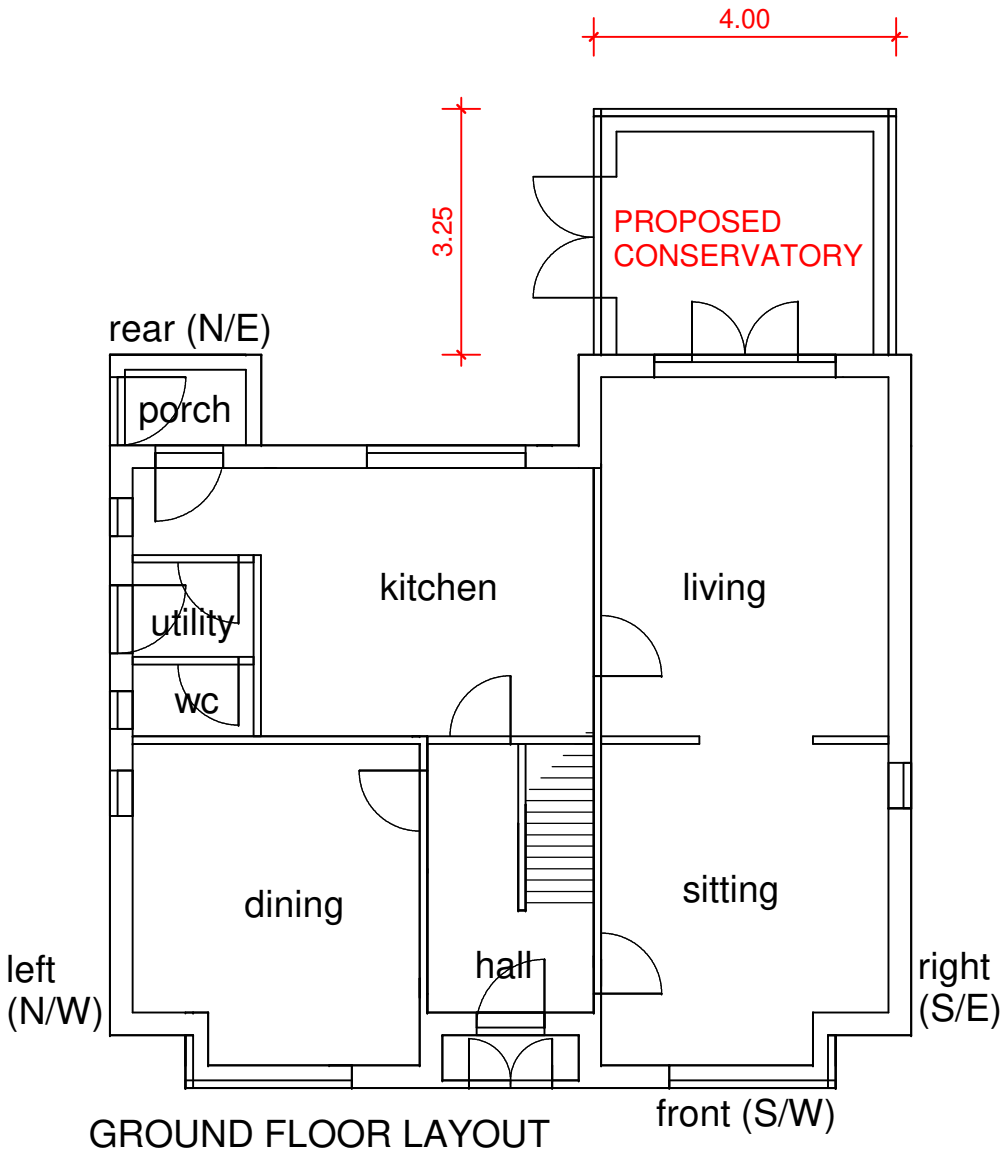 4.00
3.25
PROPOSED
CONSERVATORY
rear (N/E)
porch
kitchen
living
utility
wc
dining
sitting
hall
left
(N/W)
right
(S/E)
front (S/W)
GROUND FLOOR LAYOUT